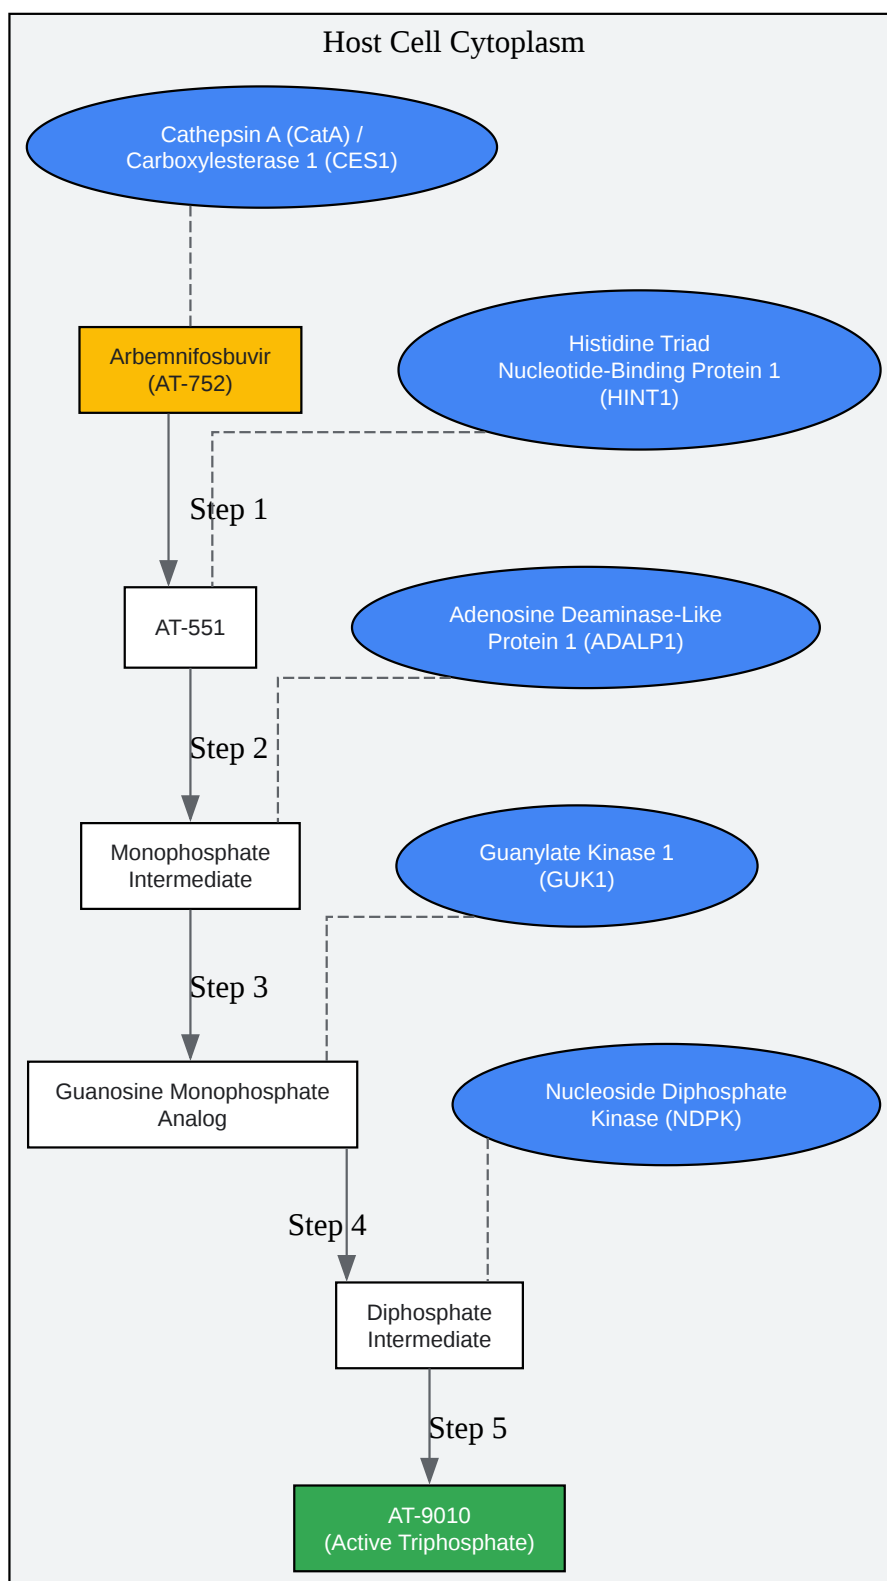 Host Cell Cytoplasm
Cathepsin A (CatA) /
Carboxylesterase 1 (CES1)
Arbemnifosbuvir
(AT-752)
Histidine Triad
Nucleotide-Binding Protein 1
(HINT1)
Step 1
AT-551
Adenosine Deaminase-Like
Protein 1 (ADALP1)
Step 2
Monophosphate
Intermediate
Guanylate Kinase 1
(GUK1)
Step 3
Guanosine Monophosphate
Analog
Nucleoside Diphosphate
Kinase (NDPK)
Step 4
Diphosphate
Intermediate
Step 5
AT-9010
(Active Triphosphate)